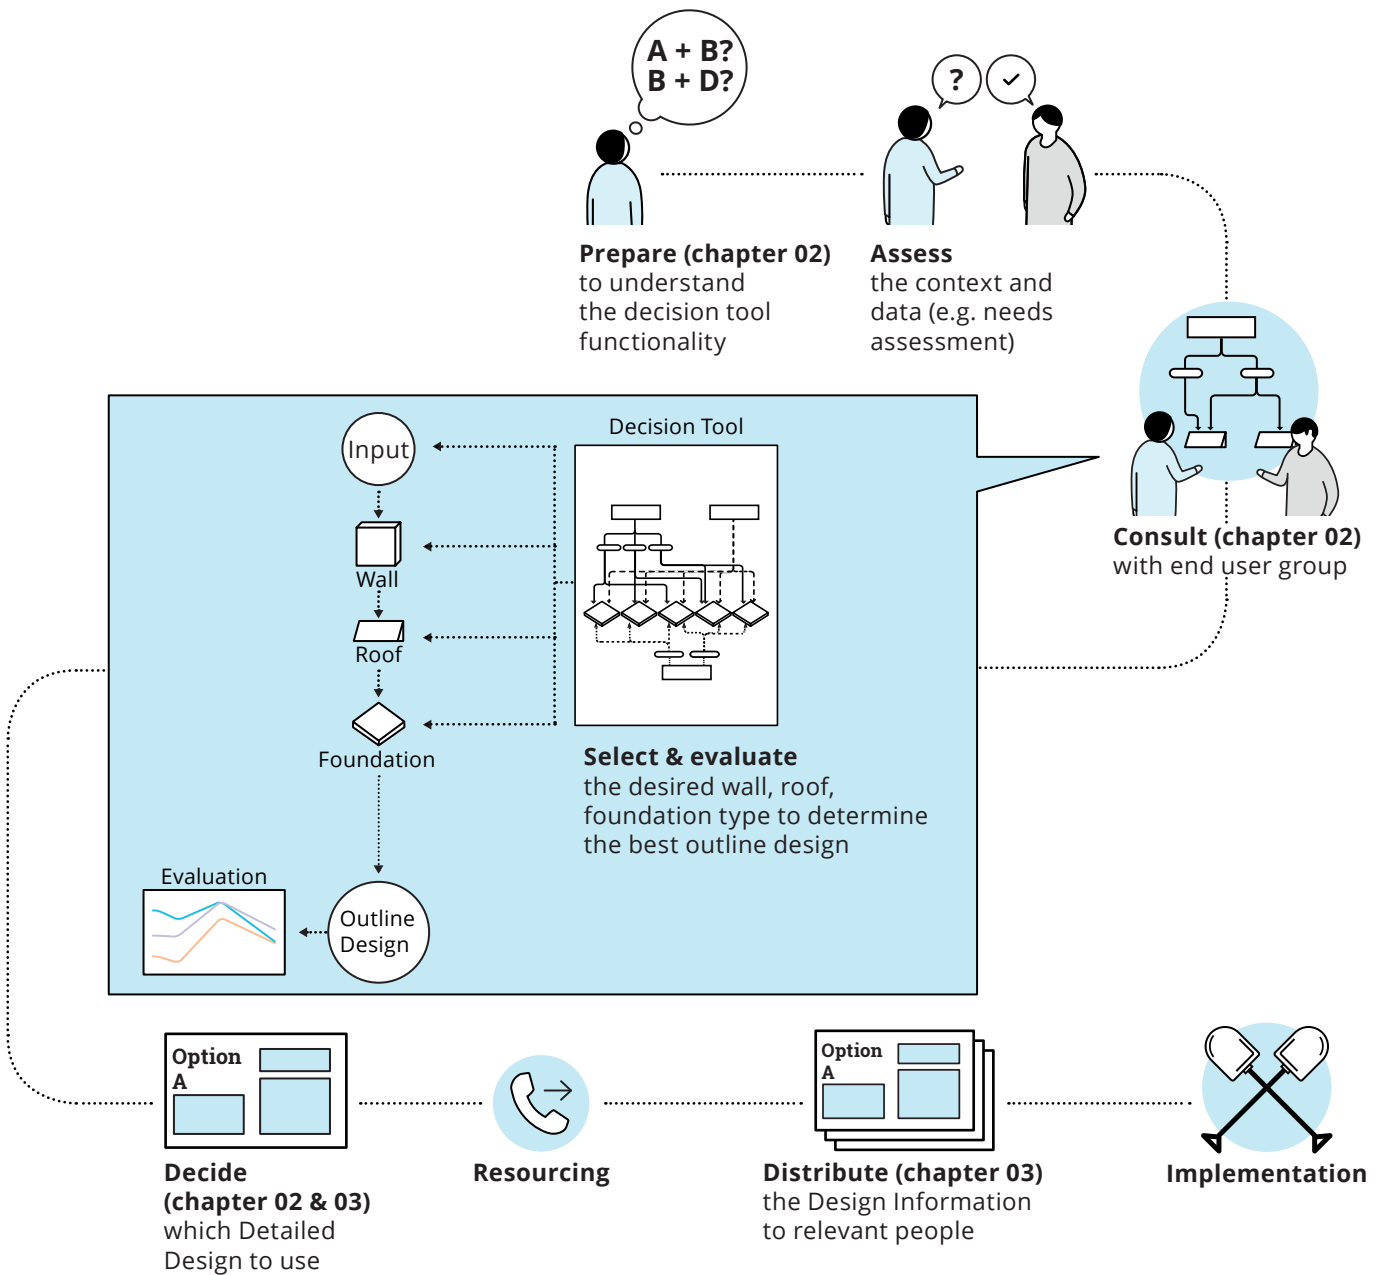 A + B?
B + D?
?
Prepare (chapter 02)
to understand
the decision tool
functionality
Assess
the context and
data (e.g. needs
assessment)
Consult (chapter 02)
with end user group
Decision Tool
Input
Wall
Roof
Foundation
Select & evaluate
the desired wall, roof,
foundation type to determine
the best outline design
Evaluation
Outline
Design
Option
A
Decide
(chapter 02 & 03)
which Detailed
Design to use
Resourcing
Option
A
Distribute (chapter 03)
the Design Information
to relevant people
Implementation